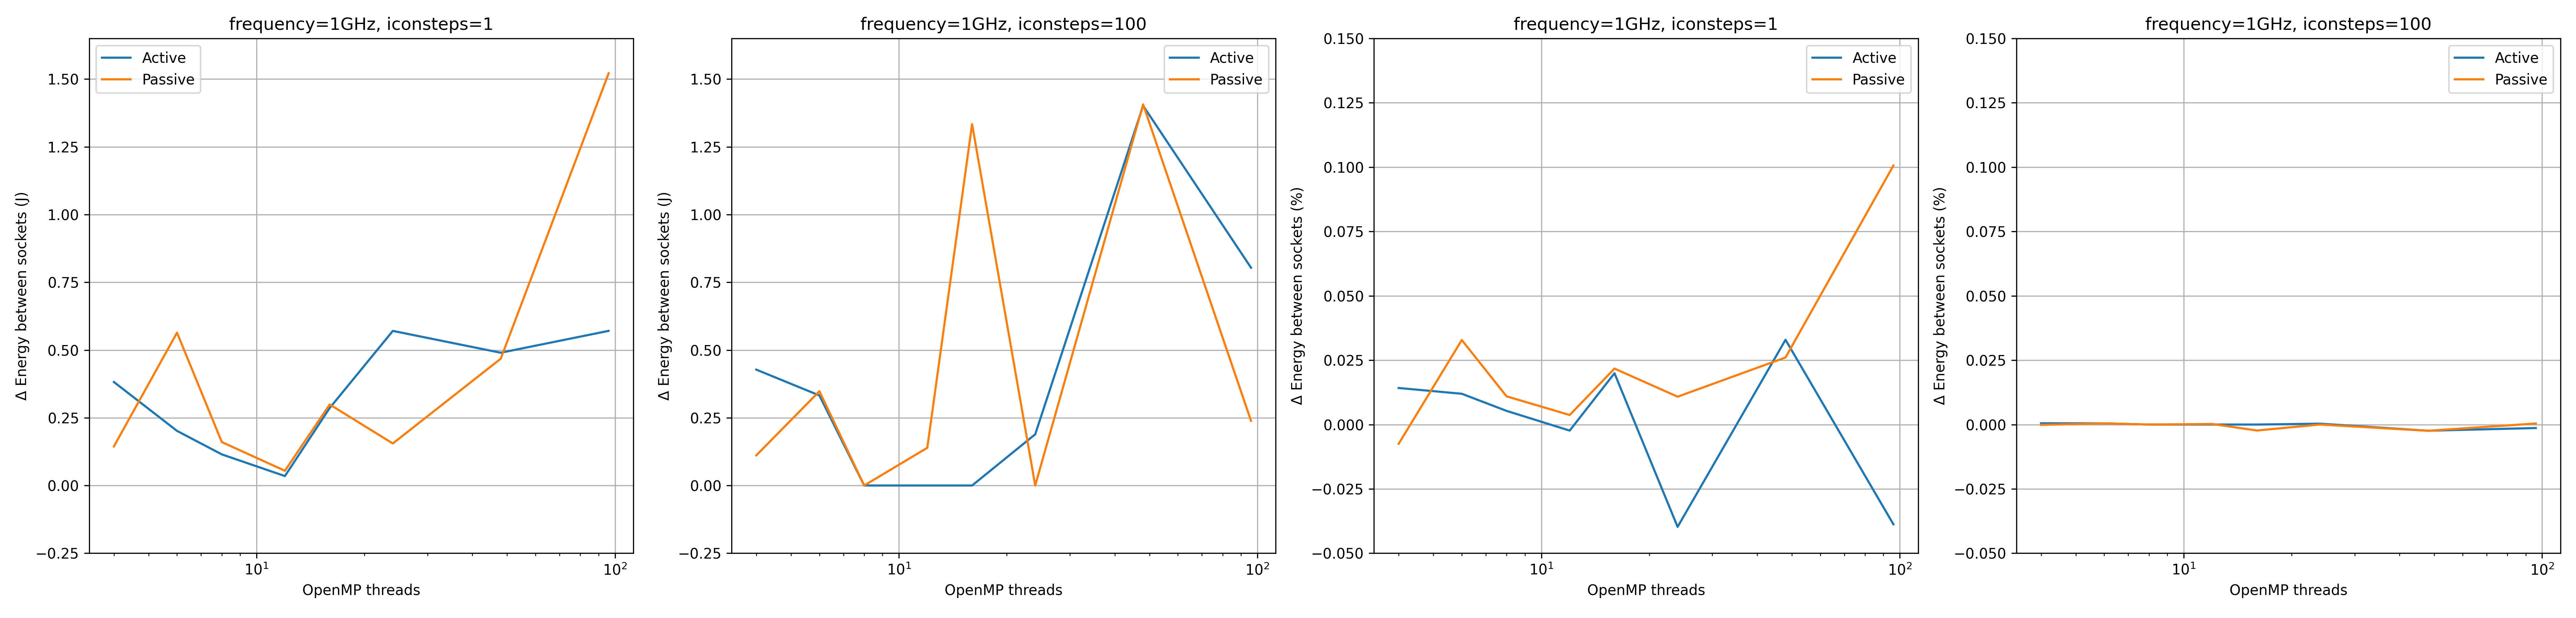 frequency=1GHz, iconsteps=1
Active
Passive
1.50
1.25
1.00
0.75
0.50
0.25
0.00
−0.25
Δ Energy between sockets (J)
10¹
10²
OpenMP threads
frequency=1GHz, iconsteps=100
Active
Passive
1.50
1.25
1.00
0.75
0.50
0.25
0.00
−0.25
Δ Energy between sockets (J)
10¹
10²
OpenMP threads
frequency=1GHz, iconsteps=1
Active
Passive
0.150
0.125
0.100
0.075
0.050
0.025
0.000
−0.025
−0.050
Δ Energy between sockets (%)
10¹
10²
OpenMP threads
frequency=1GHz, iconsteps=100
Active
Passive
0.150
0.125
0.100
0.075
0.050
0.025
0.000
−0.025
−0.050
Δ Energy between sockets (%)
10¹
10²
OpenMP threads